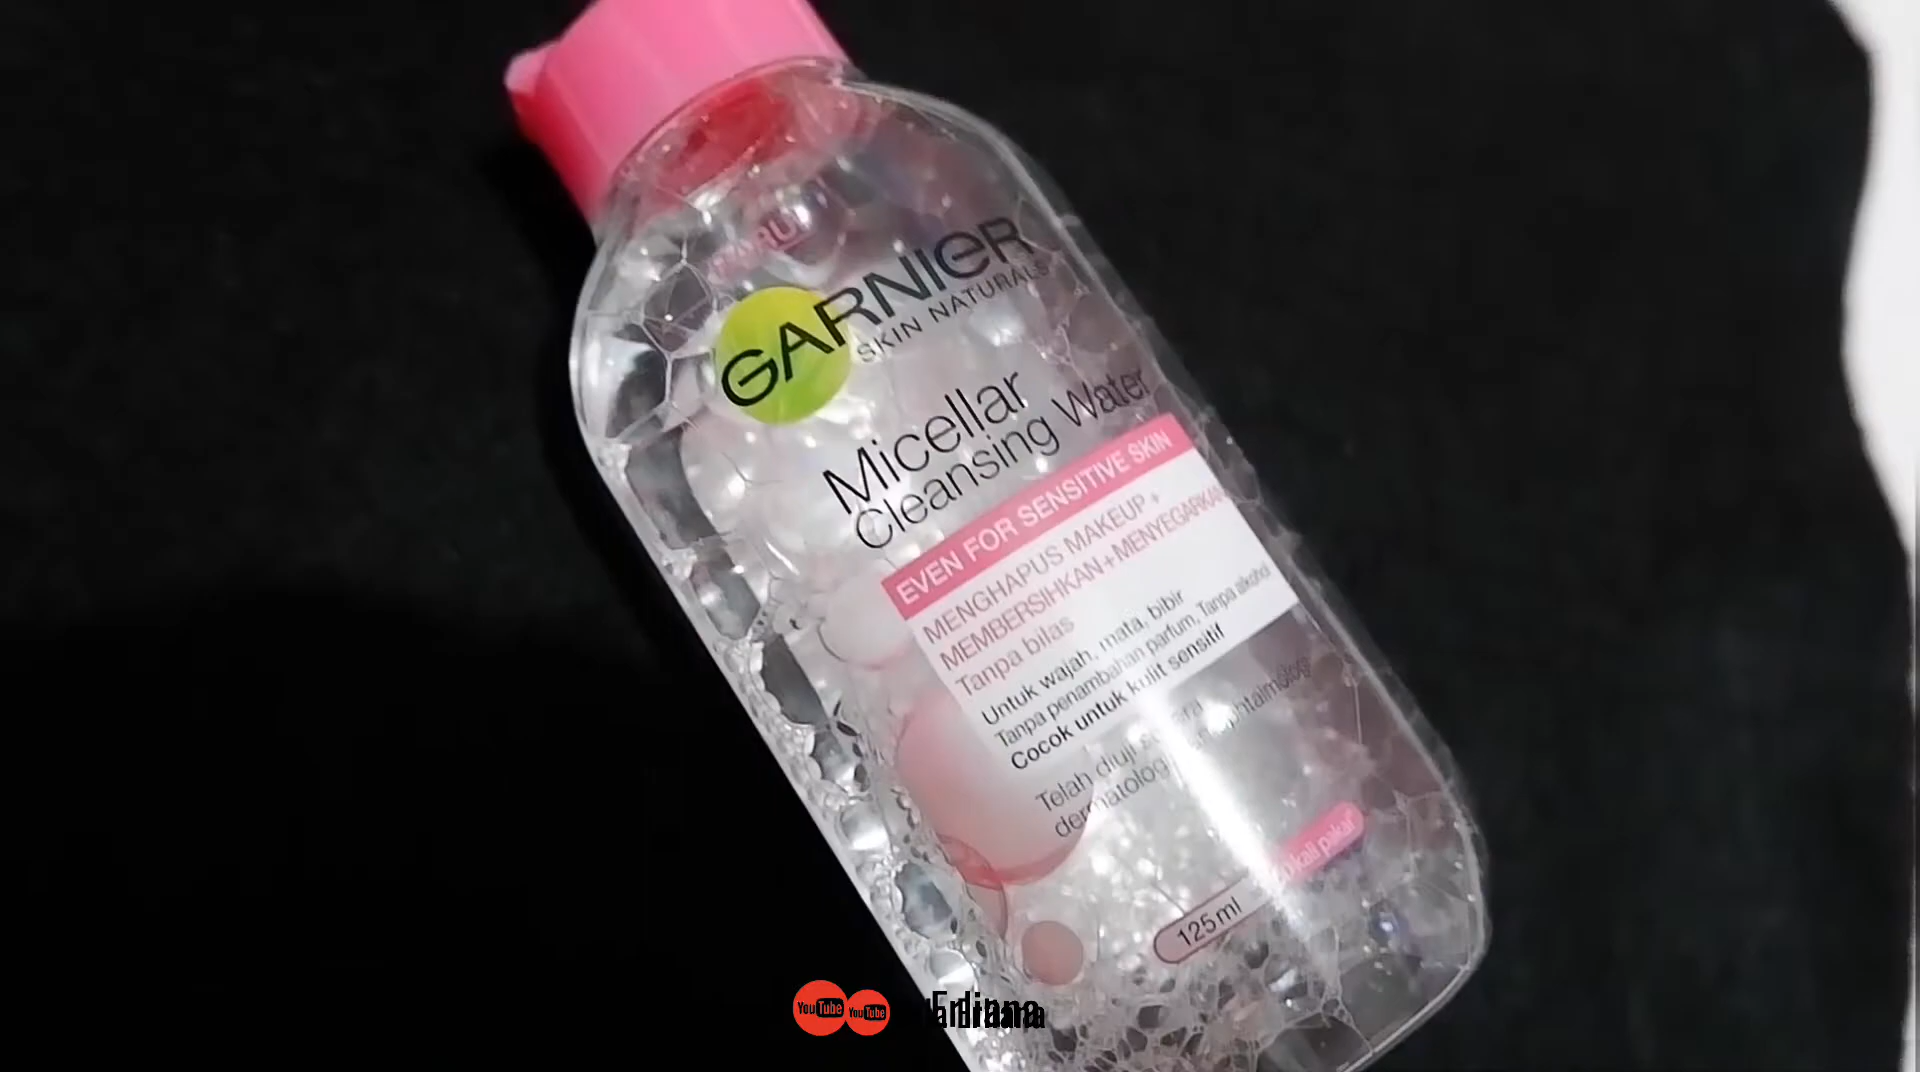 GARNIER
SKIN NATURALS
Micellar
Cleansing Water
EVEN FOR SENSITIVE SKIN
MENGHAPUS MAKEUP +
MEMBERSIHKAN+MENYEGARKAN
Tanpa bilas
Untuk wajah, mata, bibir
Tanpa penambahan parfum, Tanpa alkohol
Cocok untuk kulit sensitif
Telah diuji
dermatologi
125ml
kali pakai*
YouTube
YouTube